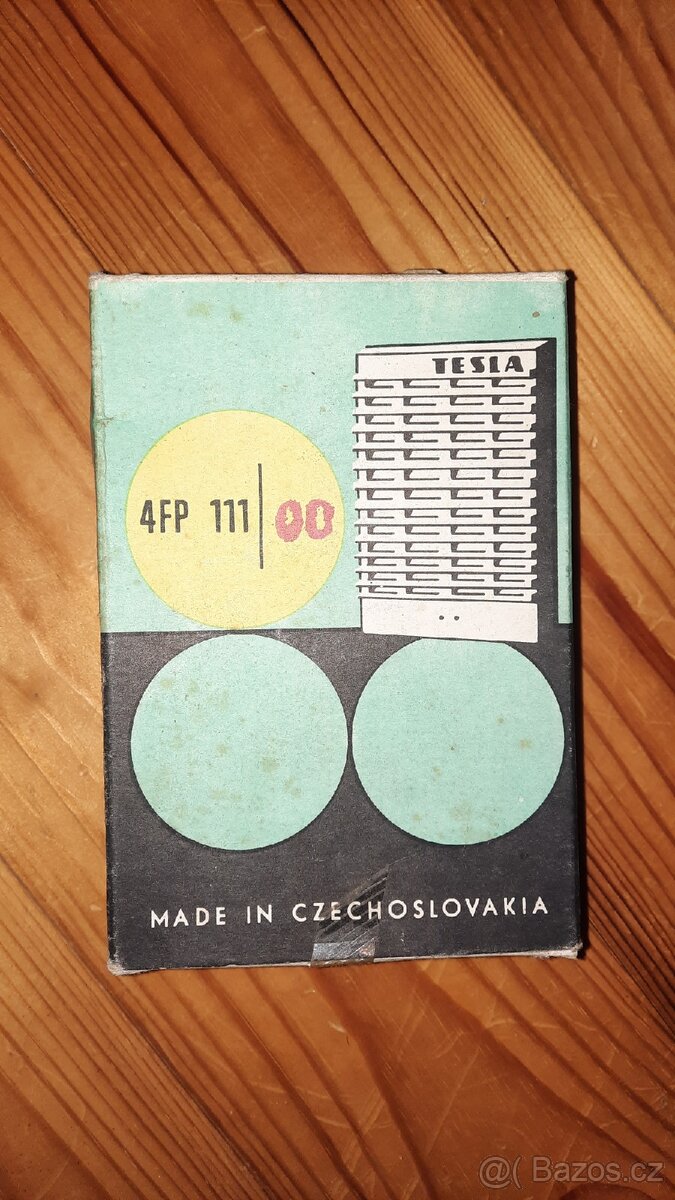 TESLA
4FP 111 | 00
MADE IN CZECHOSLOVAKIA
@( Bazos.cz